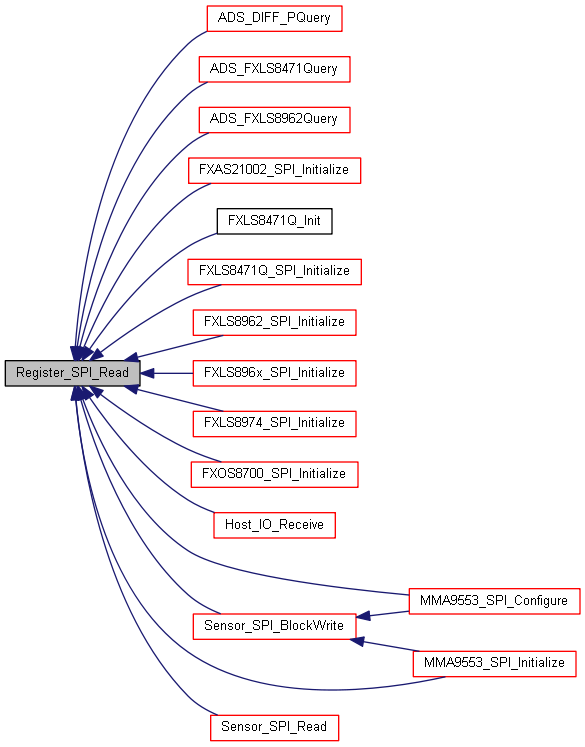 ADS_DIFF_PQuery
ADS_FXLS8471Query
ADS_FXLS8962Query
FXAS21002_SPI_Initialize
FXLS8471Q_Init
FXLS8471Q_SPI_Initialize
FXLS8962_SPI_Initialize
Register_SPI_Read
FXLS896x_SPI_Initialize
FXLS8974_SPI_Initialize
FXOS8700_SPI_Initialize
Host_IO_Receive
MMA9553_SPI_Configure
Sensor_SPI_BlockWrite
MMA9553_SPI_Initialize
Sensor_SPI_Read